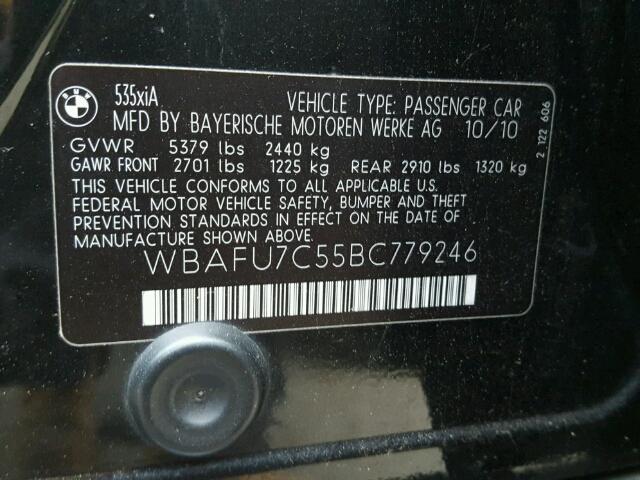 BMW
535xiA VEHICLE TYPE: PASSENGER CAR
MFD BY BAYERISCHE MOTOREN WERKE AG 10/10
GVWR 5379 lbs 2440 kg
GAWR FRONT 2701 lbs 1225 kg REAR 2910 lbs 1320 kg
THIS VEHICLE CONFORMS TO ALL APPLICABLE U.S.
FEDERAL MOTOR VEHICLE SAFETY, BUMPER AND THEFT
PREVENTION STANDARDS IN EFFECT ON THE DATE OF
MANUFACTURE SHOWN ABOVE.
WBAFU7C55BC779246
2 122 606